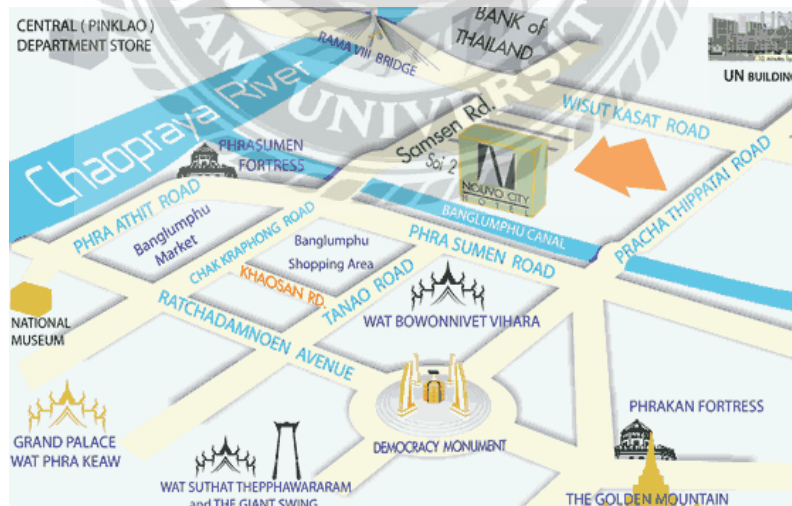 CENTRAL ( PINKLAO )
DEPARTMENT STORE
RAMA VIII BRIDGE
BANK of
THAILAND
UN BUILDING
UNIVERSIT
WISUT KASAT ROAD
Chaopraya River
Samsen Rd.
Soi 2
PHRASUMEN
FORTRESS
NOUVO CITY
HOTEL
PHRA ATHIT ROAD
Banglumphu
Market
CHAK KRAPHONG ROAD
BANGLUMPHU CANAL
PRACHA THIPPATAI ROAD
Banglumphu
Shopping Area
PHRA SUMEN ROAD
KHAOSAN RD.
TANAO ROAD
RATCHADAMNOEN AVENUE
WAT BOWONNIVET VIHARA
NATIONAL
MUSEUM
GRAND PALACE
WAT PHRA KEAW
DEMOCRACY MONUMENT
PHRAKAN FORTRESS
WAT SUTHAT THEPPHAWARARAM
and THE GIANT SWING
THE GOLDEN MOUNTAIN